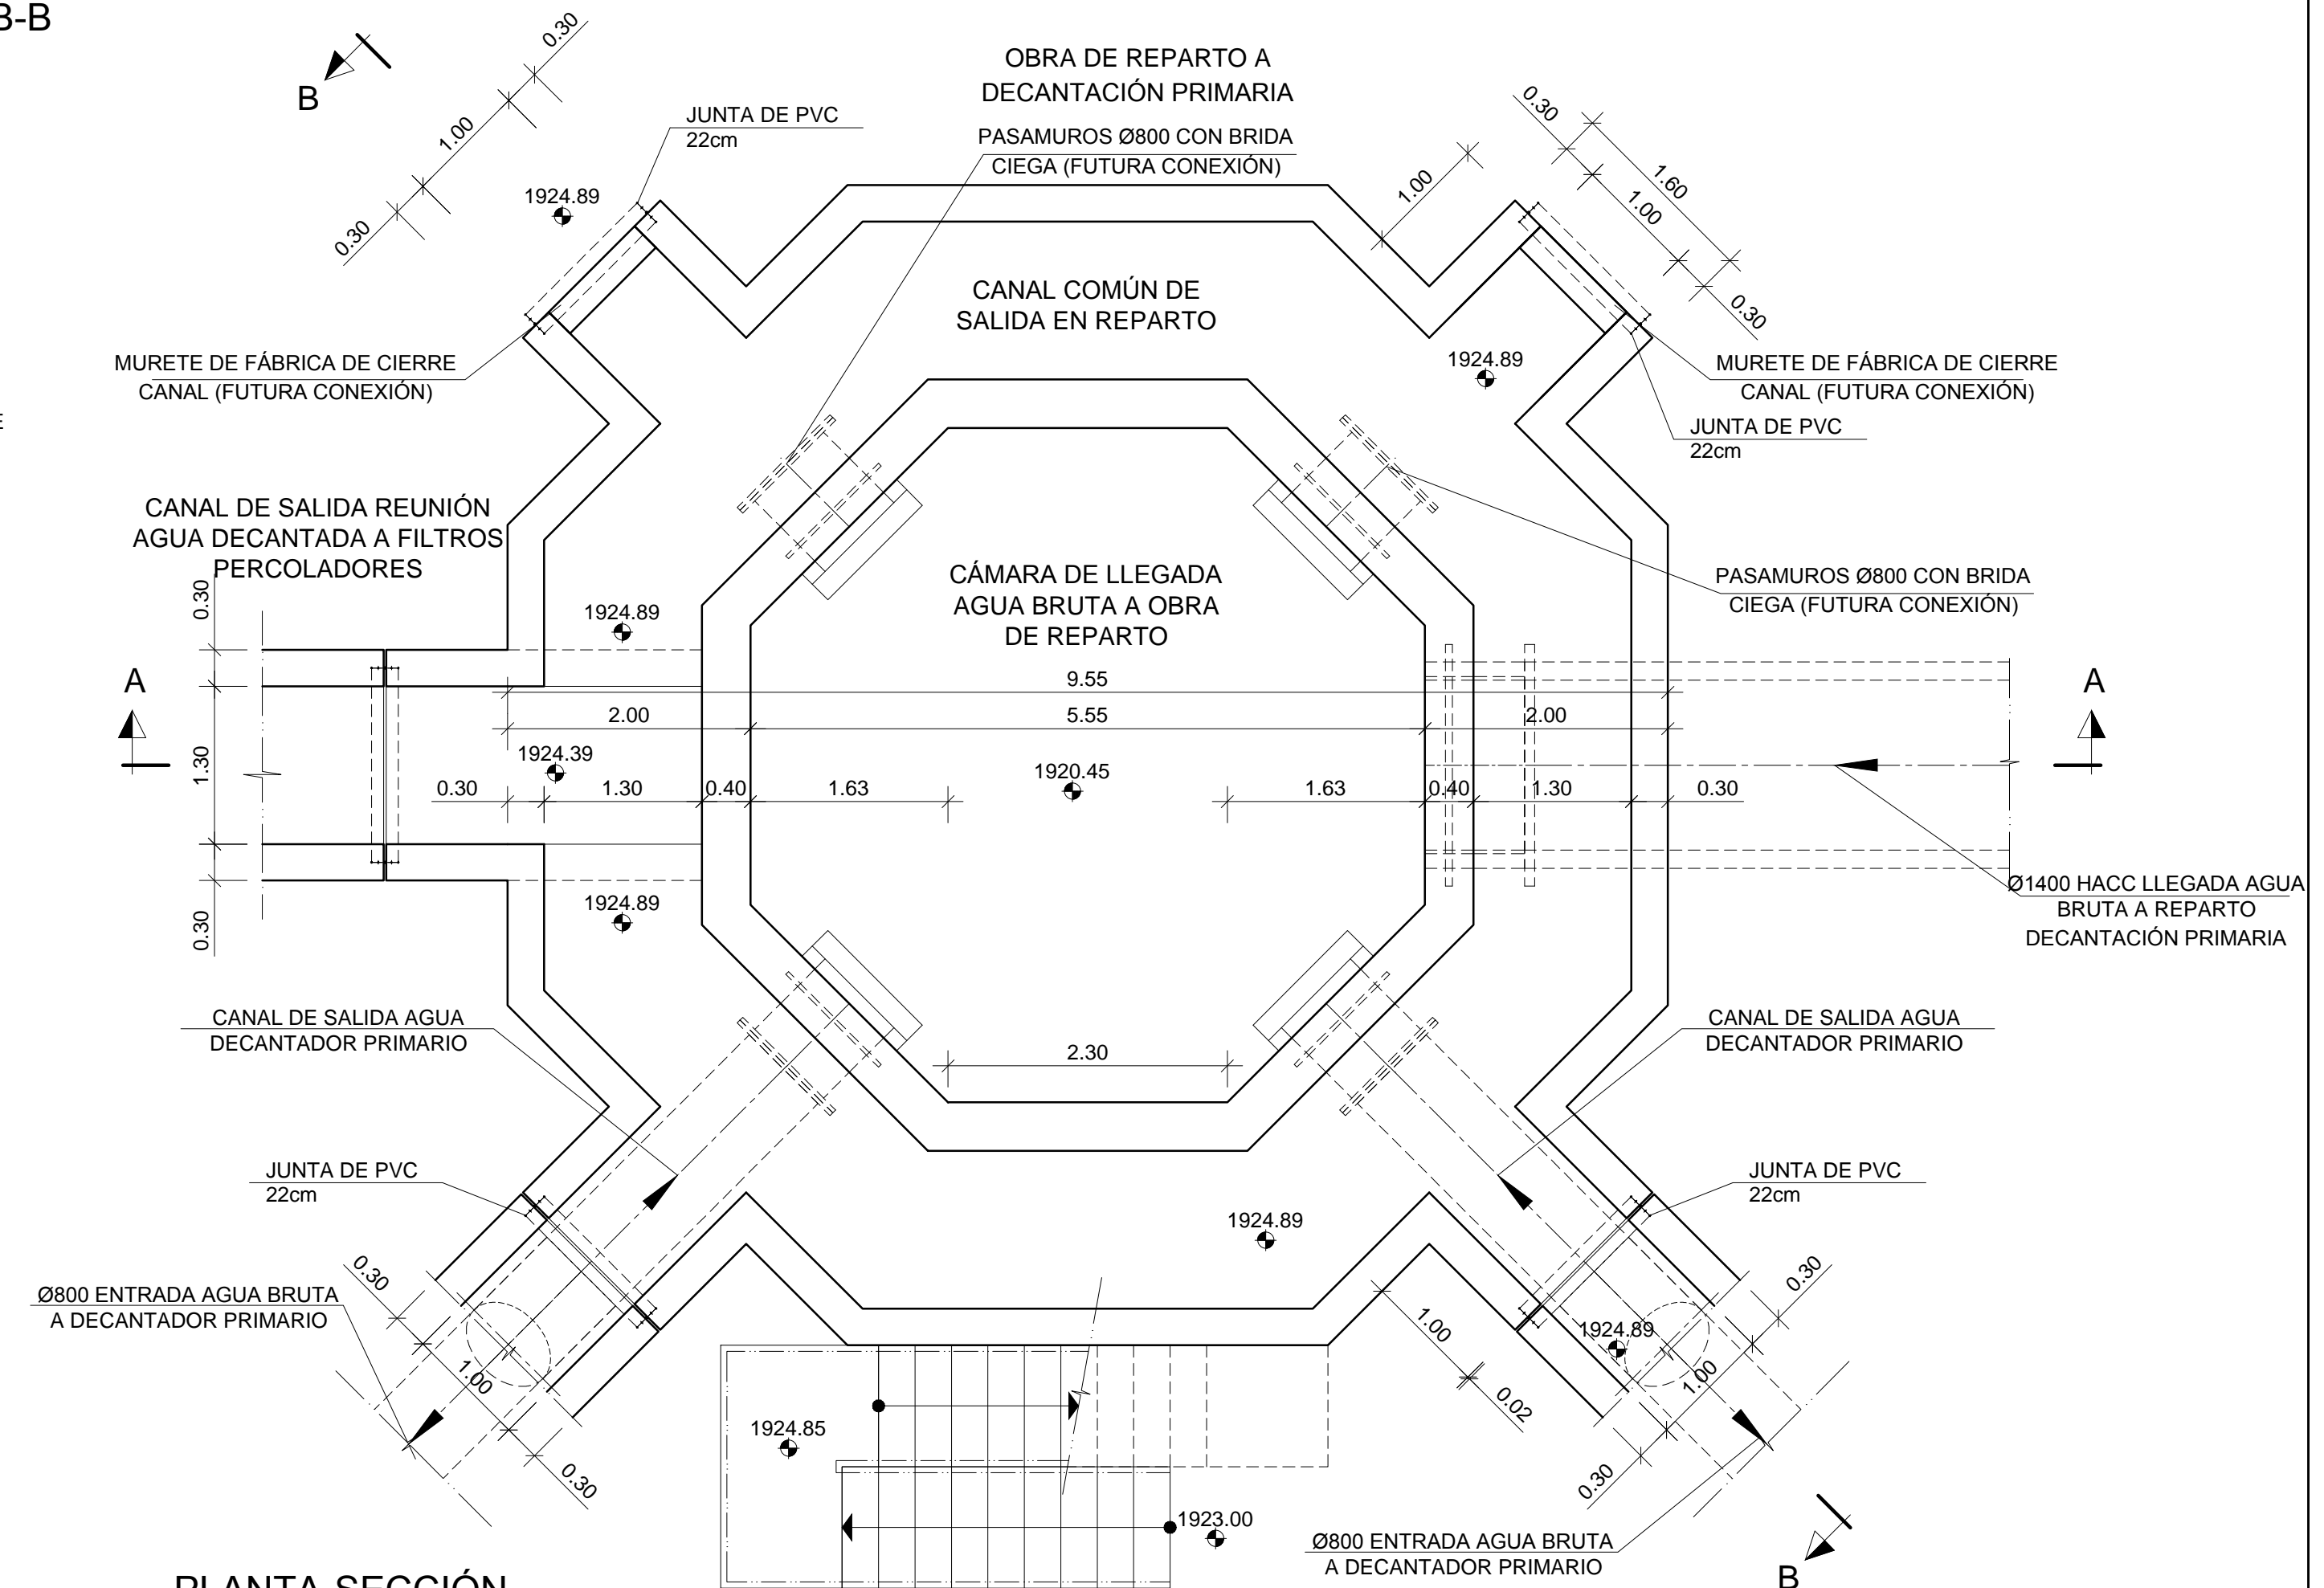 B-B
B
0.30
1.00
0.30
JUNTA DE PVC
22cm
1924.89
OBRA DE REPARTO A
DECANTACIÓN PRIMARIA
PASAMUROS Ø800 CON BRIDA
CIEGA (FUTURA CONEXIÓN)
1.00
0.30
1.60
1.00
0.30
CANAL COMÚN DE
SALIDA EN REPARTO
MURETE DE FÁBRICA DE CIERRE
CANAL (FUTURA CONEXIÓN)
1924.89
MURETE DE FÁBRICA DE CIERRE
CANAL (FUTURA CONEXIÓN)
JUNTA DE PVC
22cm
E
CANAL DE SALIDA REUNIÓN
AGUA DECANTADA A FILTROS
PERCOLADORES
CÁMARA DE LLEGADA
AGUA BRUTA A OBRA
DE REPARTO
PASAMUROS Ø800 CON BRIDA
CIEGA (FUTURA CONEXIÓN)
0.30
1924.89
A
9.55
A
2.00
5.55
2.00
1.30
1924.39
1920.45
0.30
1.30
0.40
1.63
1.63
0.40
1.30
0.30
0.30
1924.89
Ø1400 HACC LLEGADA AGUA
BRUTA A REPARTO
DECANTACIÓN PRIMARIA
CANAL DE SALIDA AGUA
DECANTADOR PRIMARIO
2.30
CANAL DE SALIDA AGUA
DECANTADOR PRIMARIO
JUNTA DE PVC
22cm
JUNTA DE PVC
22cm
1924.89
0.30
1.00
0.30
Ø800 ENTRADA AGUA BRUTA
A DECANTADOR PRIMARIO
1.00
0.02
1924.89
0.30
1.00
0.30
1924.85
1923.00
Ø800 ENTRADA AGUA BRUTA
A DECANTADOR PRIMARIO
B
PLANTA SECCIÓN